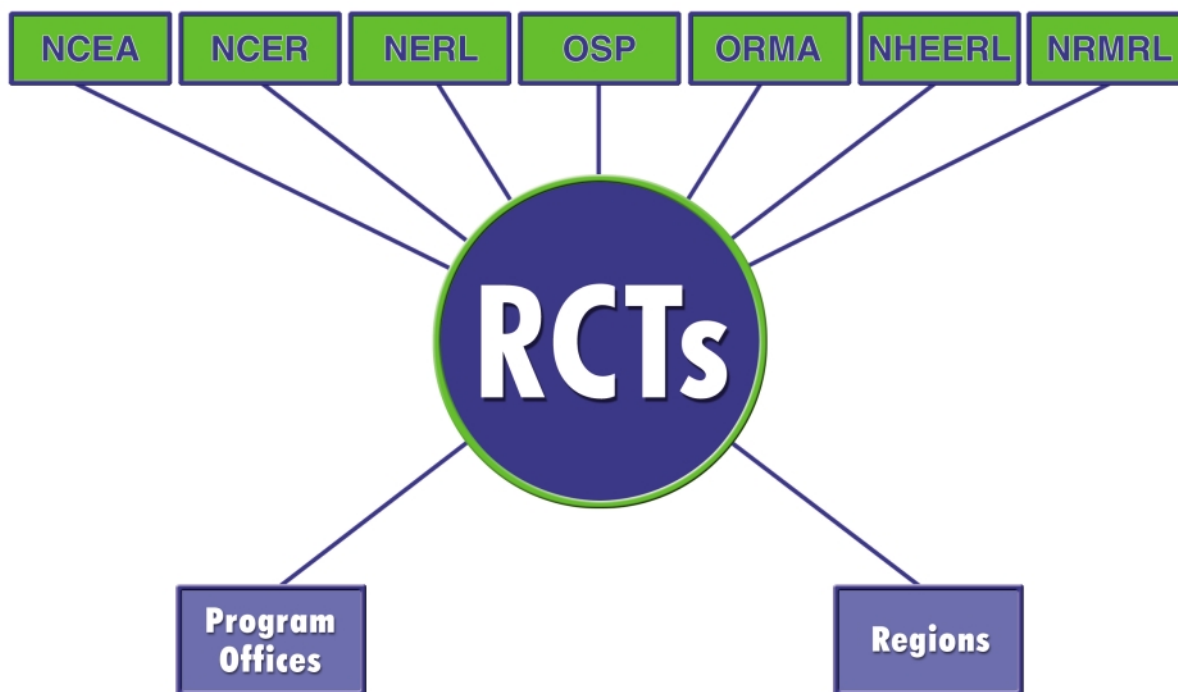 NCEA
NCER
NERL
OSP
ORMA
NHEERL
NRMRL
RCTs
Program
Offices
Regions